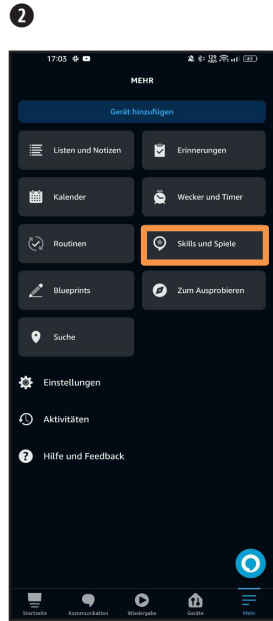 2
17:03
MEHR
Gerät hinzufügen
Listen und Notizen
Erinnerungen
Kalender
Wecker und Timer
Routinen
Skills und Spiele
Blueprints
Zum Ausprobieren
Suche
Einstellungen
Aktivitäten
? Hilfe und Feedback
Startseite Kommunikation Wiedergabe Geräte Mehr